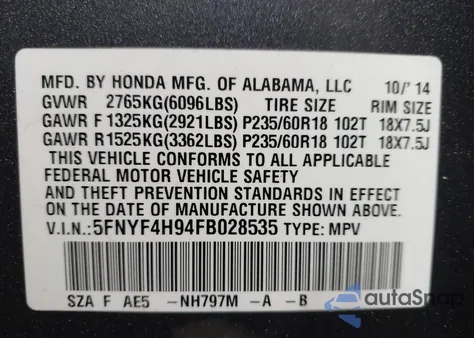 MFD. BY HONDA MFG. OF ALABAMA, LLC 10/'14
GVWR 2765KG(6096LBS) TIRE SIZE RIM SIZE
GAWR F 1325KG(2921LBS) P235/60R18 102T 18X7.5J
GAWR R 1525KG(3362LBS) P235/60R18 102T 18X7.5J
THIS VEHICLE CONFORMS TO ALL APPLICABLE
FEDERAL MOTOR VEHICLE SAFETY
AND THEFT PREVENTION STANDARDS IN EFFECT
ON THE DATE OF MANUFACTURE SHOWN ABOVE.
V.I.N.:5FNYF4H94FB028535 TYPE: MPV
SZA F AE5 -NH797M -A -B
autoSnap